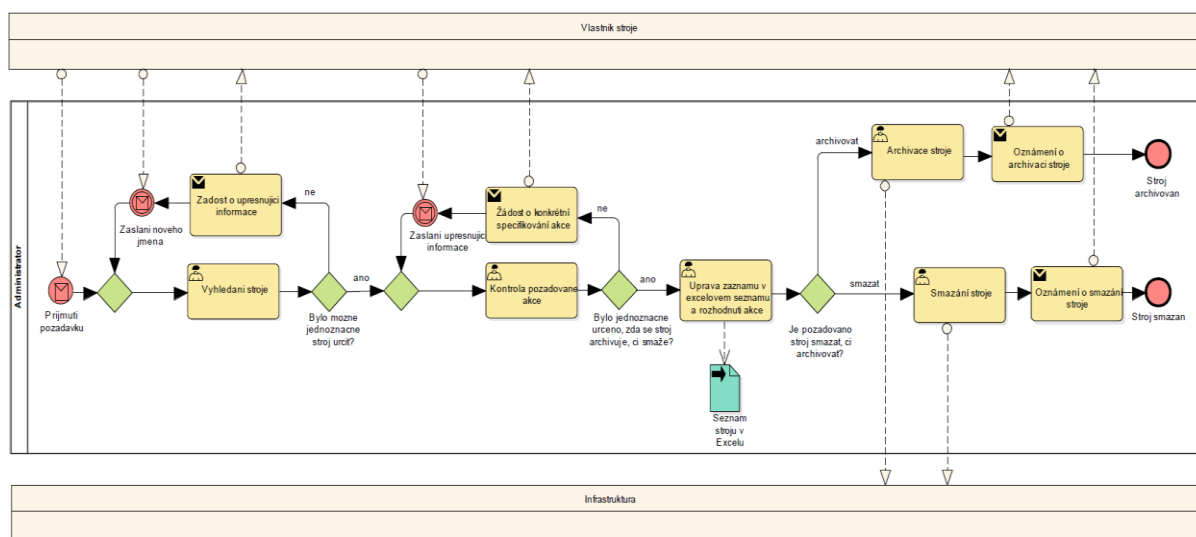 Vlastnik stroje
Administrator
Prijmuti
pozadavku
Zaslani noveho
jmena
Zadost o upresnujici
informace
ne
Vyhledani stroje
Bylo mozne
jednoznacne
stroj urcit?
ano
Zaslani upresnujici
informace
Žádost o konkrétní
specifikování akce
ne
Kontrola pozadovane
akce
Bylo jednoznacne
urceno, zda se stroj
archivuje, ci smaže?
ano
Uprava zaznamu v
excelovem seznamu
a rozhodnuti akce
Seznam
stroju v
Excelu
Je pozadovano
stroj smazat, ci
archivovat?
archivovat
Archivace stroje
Oznámení o
archivaci stroje
Stroj
archivovan
smazat
Smazání stroje
Oznámení o smazání
stroje
Stroj smazan
Infrastruktura